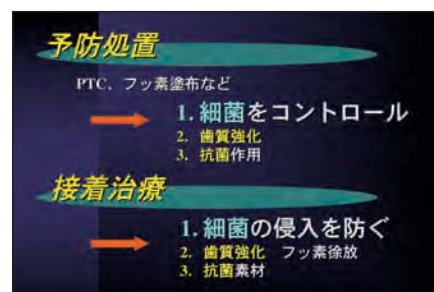 予防処置
PTC、フッ素塗布など
1. 細菌をコントロール
2. 歯質強化
3. 抗菌作用
接着治療
1. 細菌の侵入を防ぐ
2. 歯質強化 フッ素徐放
3. 抗菌素材